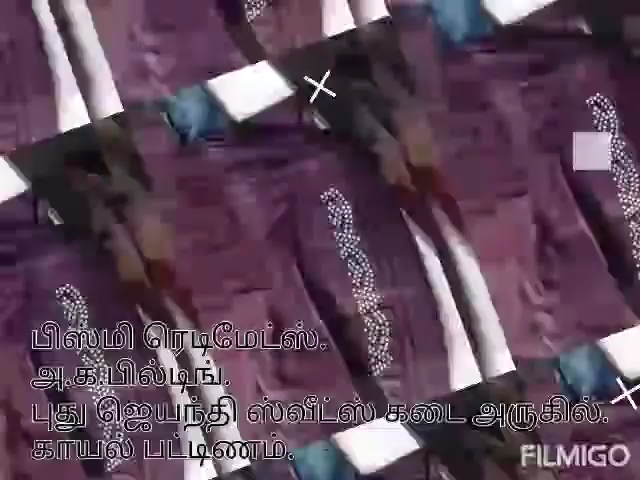 பிஸ்மி ரெடிமேட்ஸ்.
அ.க.பில்டிங்.
புது ஜெயந்தி ஸ்வீட்ஸ் கடை அருகில்.
காயல் பட்டிணம்.
FILMIGO